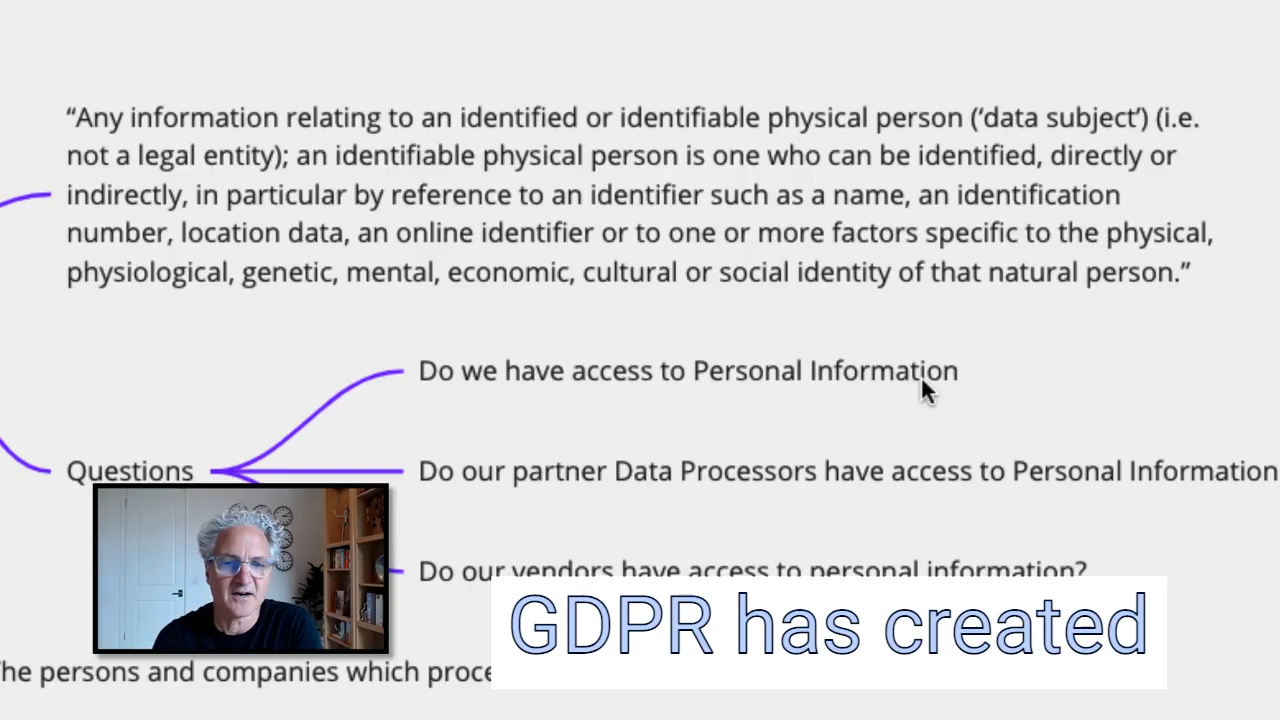 “Any information relating to an identified or identifiable physical person (‘data subject’) (i.e.
not a legal entity); an identifiable physical person is one who can be identified, directly or
indirectly, in particular by reference to an identifier such as a name, an identification
number, location data, an online identifier or to one or more factors specific to the physical,
physiological, genetic, mental, economic, cultural or social identity of that natural person.”
Do we have access to Personal Information
Questions
Do our partner Data Processors have access to Personal Information
Do our vendors have access to personal information?
GDPR has created
persons and companies which